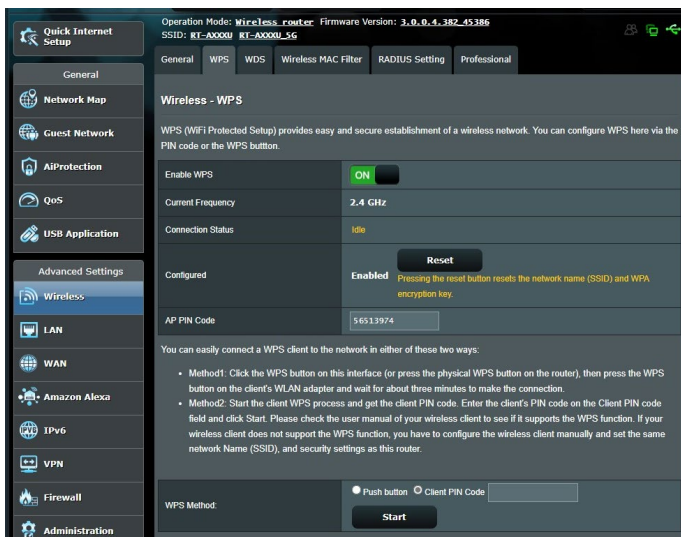 Quick Internet
Setup
General
Network Map
Guest Network
AiProtection
QoS
USB Application
Advanced Settings
Wireless
LAN
WAN
Amazon Alexa
IPv6
VPN
Firewall
Administration
Operation Mode: Wireless router Firmware Version: 3.0.0.4.382_45386
SSID: RT-AXXXU RT-AXXXU_5G
General WPS WDS Wireless MAC Filter RADIUS Setting Professional
Wireless - WPS
WPS (WiFi Protected Setup) provides easy and secure establishment of a wireless network. You can configure WPS here via the
PIN code or the WPS buttton.
Enable WPS ON
Current Frequency 2.4 GHz
Connection Status Idle
Configured Enabled Reset
Pressing the reset button resets the network name (SSID) and WPA
encryption key.
AP PIN Code 56513974
You can easily connect a WPS client to the network in either of these two ways:
• Method1: Click the WPS button on this interface (or press the physical WPS button on the router), then press the WPS
button on the client's WLAN adapter and wait for about three minutes to make the connection.
• Method2: Start the client WPS process and get the client PIN code. Enter the client's PIN code on the Client PIN code
field and click Start. Please check the user manual of your wireless client to see if it supports the WPS function. If your
wireless client does not support the WPS function, you have to configure the wireless client manually and set the same
network Name (SSID), and security settings as this router.
WPS Method: Push button Client PIN Code
Start